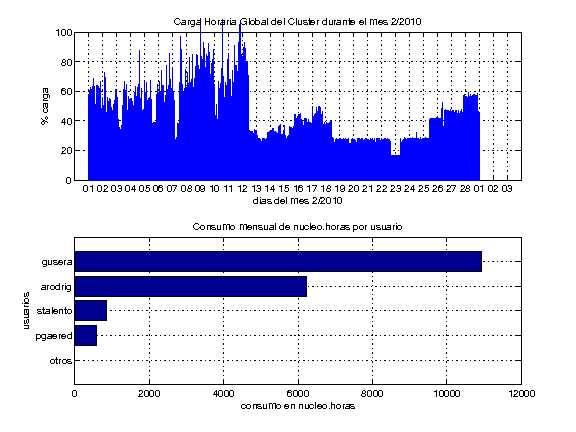 Carga Horaria Global del Cluster durante el mes 2/2010
100
80
60
40
20
0
% carga
01 02 03 04 05 06 07 08 09 10 11 12 13 14 15 16 17 18 19 20 21 22 23 24 25 26 27 28 01 02 03
dias del mes 2/2010
Consumo mensual de nucleo.horas por usuario
gusera
arodrig
stalento
pgaered
otros
usuarios
0 2000 4000 6000 8000 10000 12000
consumo en nucleo.horas